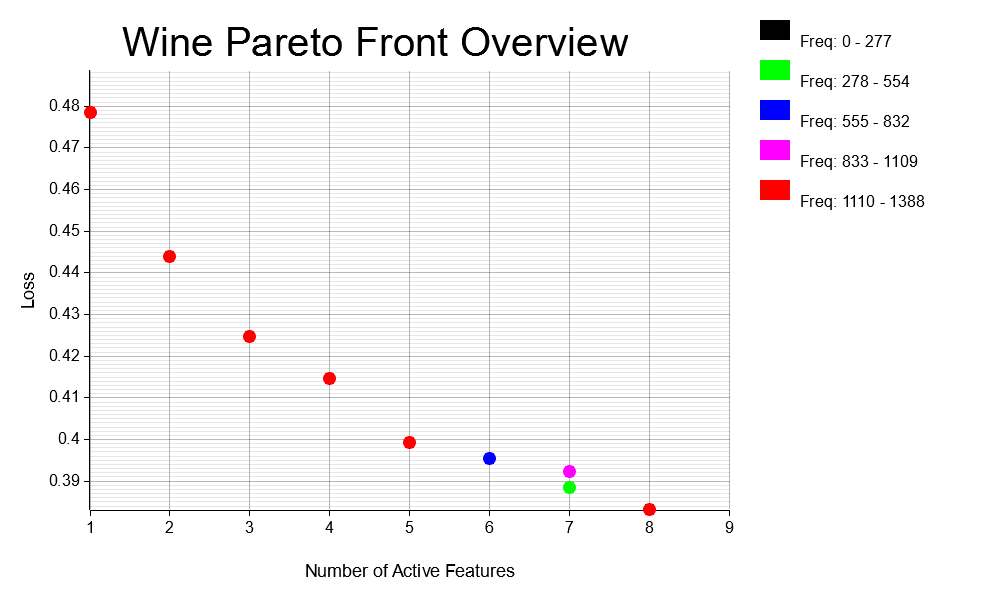 Wine Pareto Front Overview
Freq: 0 - 277
Freq: 278 - 554
Freq: 555 - 832
Freq: 833 - 1109
Freq: 1110 - 1388
Loss
0.48
0.47
0.46
0.45
0.44
0.43
0.42
0.41
0.4
0.39
1 2 3 4 5 6 7 8 9
Number of Active Features